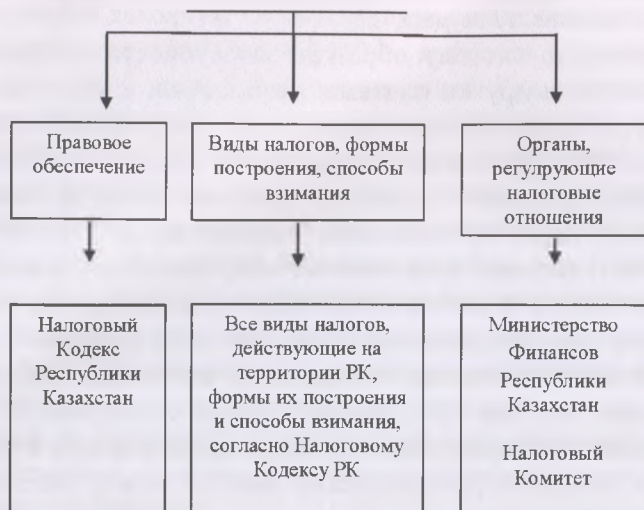 Правовое
обеспечение
Виды налогов, формы
построения, способы
взимания
Органы,
регулрующие
налоговые
отношения
Налоговый
Кодекс
Республики
Казахстан
Все виды налогов,
действующие на
территории РК,
формы их построения
и способы взимания,
согласно Налоговому
Кодексу РК
Министерство
Финансов
Республики
Казахстан
Налоговый
Комитет